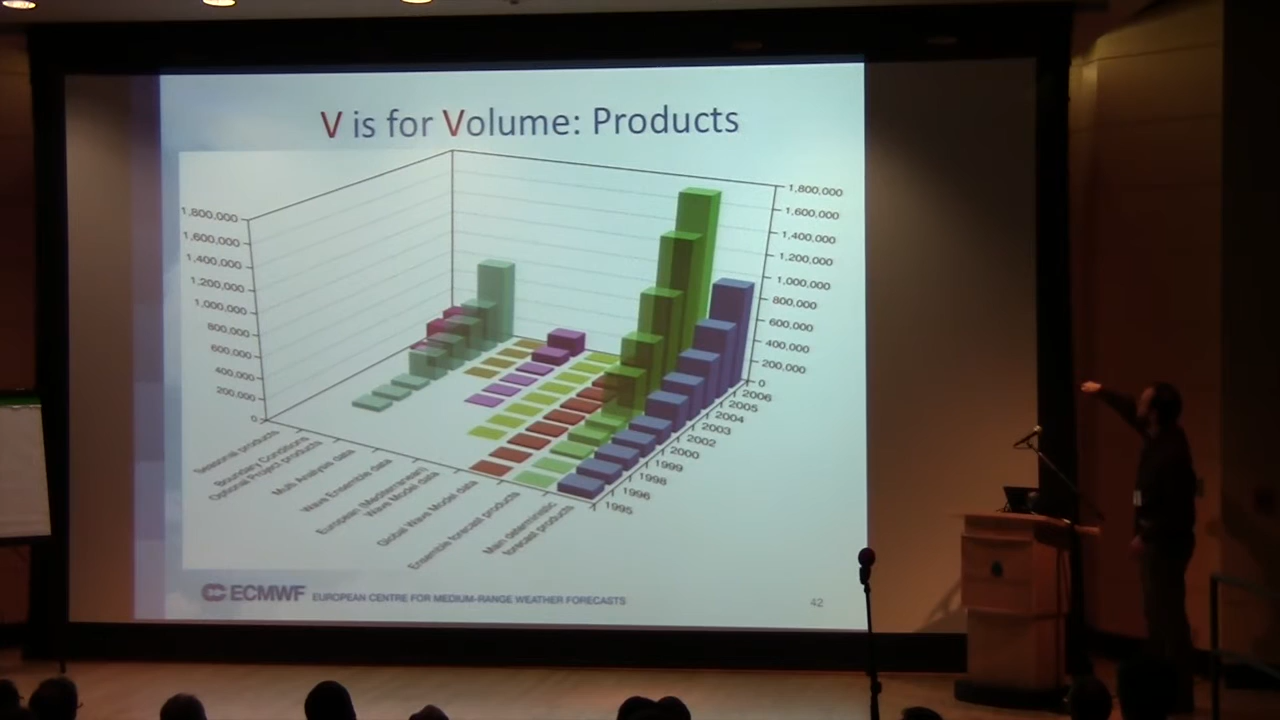 V is for Volume: Products
1,800,000
1,600,000
1,400,000
1,200,000
1,000,000
800,000
600,000
400,000
200,000
0
1,800,000
1,600,000
1,400,000
1,200,000
1,000,000
800,000
600,000
400,000
200,000
0
2006
2005
2004
2003
2002
2000
1999
1998
1996
1995
Seasonal products
Boundary Conditions
Optional Project products
Multi Analysis data
Wave Ensemble data
European (Mediterranean)
Wave Model data
Global Wave Model data
Ensemble forecast products
Main deterministic
forecast products
ECMWF EUROPEAN CENTRE FOR MEDIUM-RANGE WEATHER FORECASTS
42